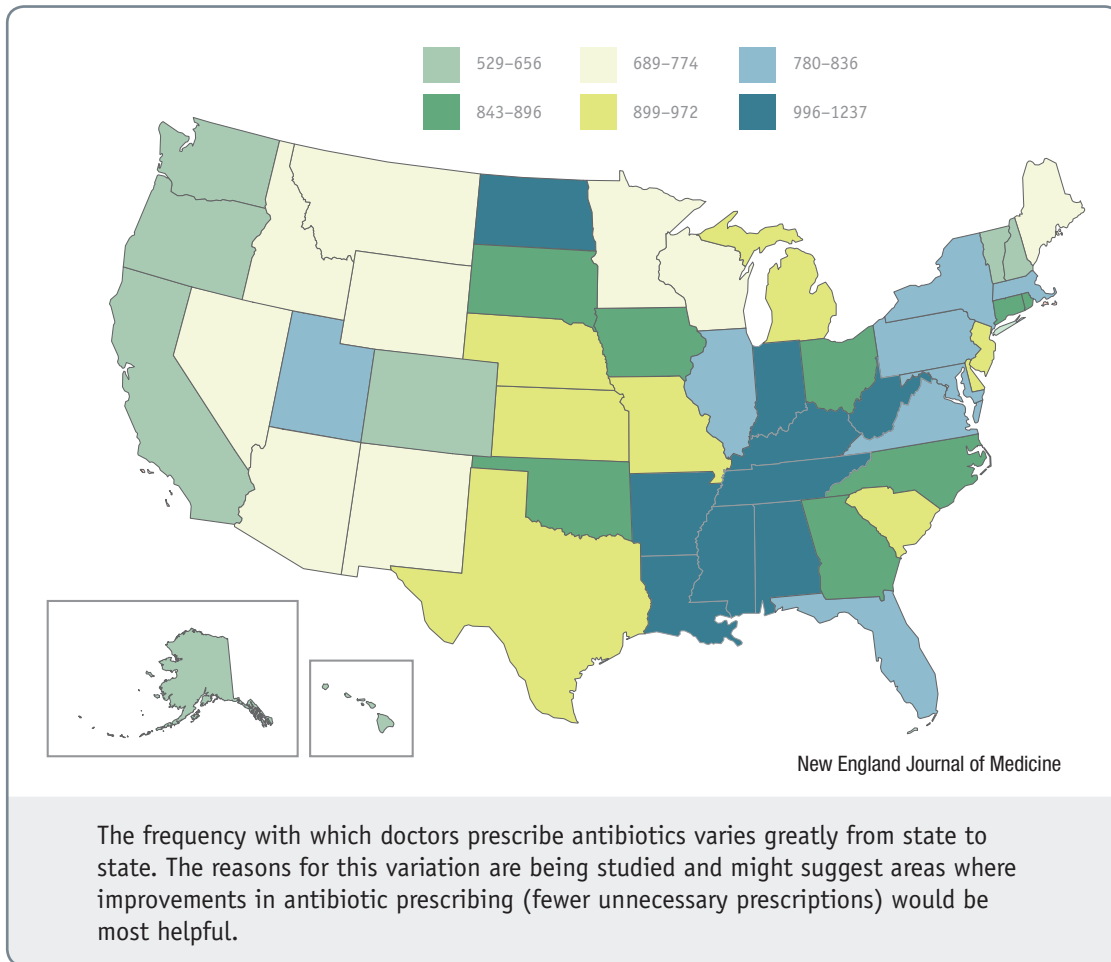 529–656 689–774 780–836
843–896 899–972 996–1237
New England Journal of Medicine
The frequency with which doctors prescribe antibiotics varies greatly from state to
state. The reasons for this variation are being studied and might suggest areas where
improvements in antibiotic prescribing (fewer unnecessary prescriptions) would be
most helpful.